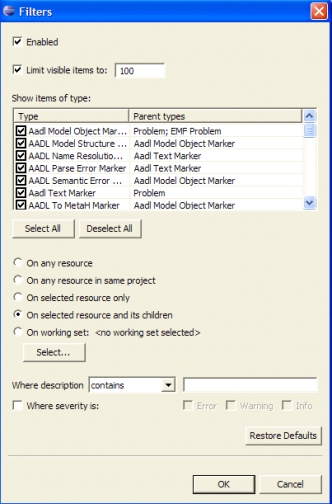 Filters
Enabled
Limit visible items to: 100
Show items of type:
Type Parent types
Aadl Model Object Mar... Problem; EMF Problem
AADL Model Structure ... Aadl Model Object Marker
AADL Name Resolutio... Aadl Text Marker
AADL Parse Error Marker Aadl Text Marker
AADL Semantic Error ... Aadl Model Object Marker
Aadl Text Marker Problem
AADL To MetaH Marker Aadl Model Object Marker
Select All Deselect All
On any resource
On any resource in same project
On selected resource only
On selected resource and its children
On working set: <no working set selected>
Select...
Where description contains
Where severity is: Error Warning Info
Restore Defaults
OK Cancel